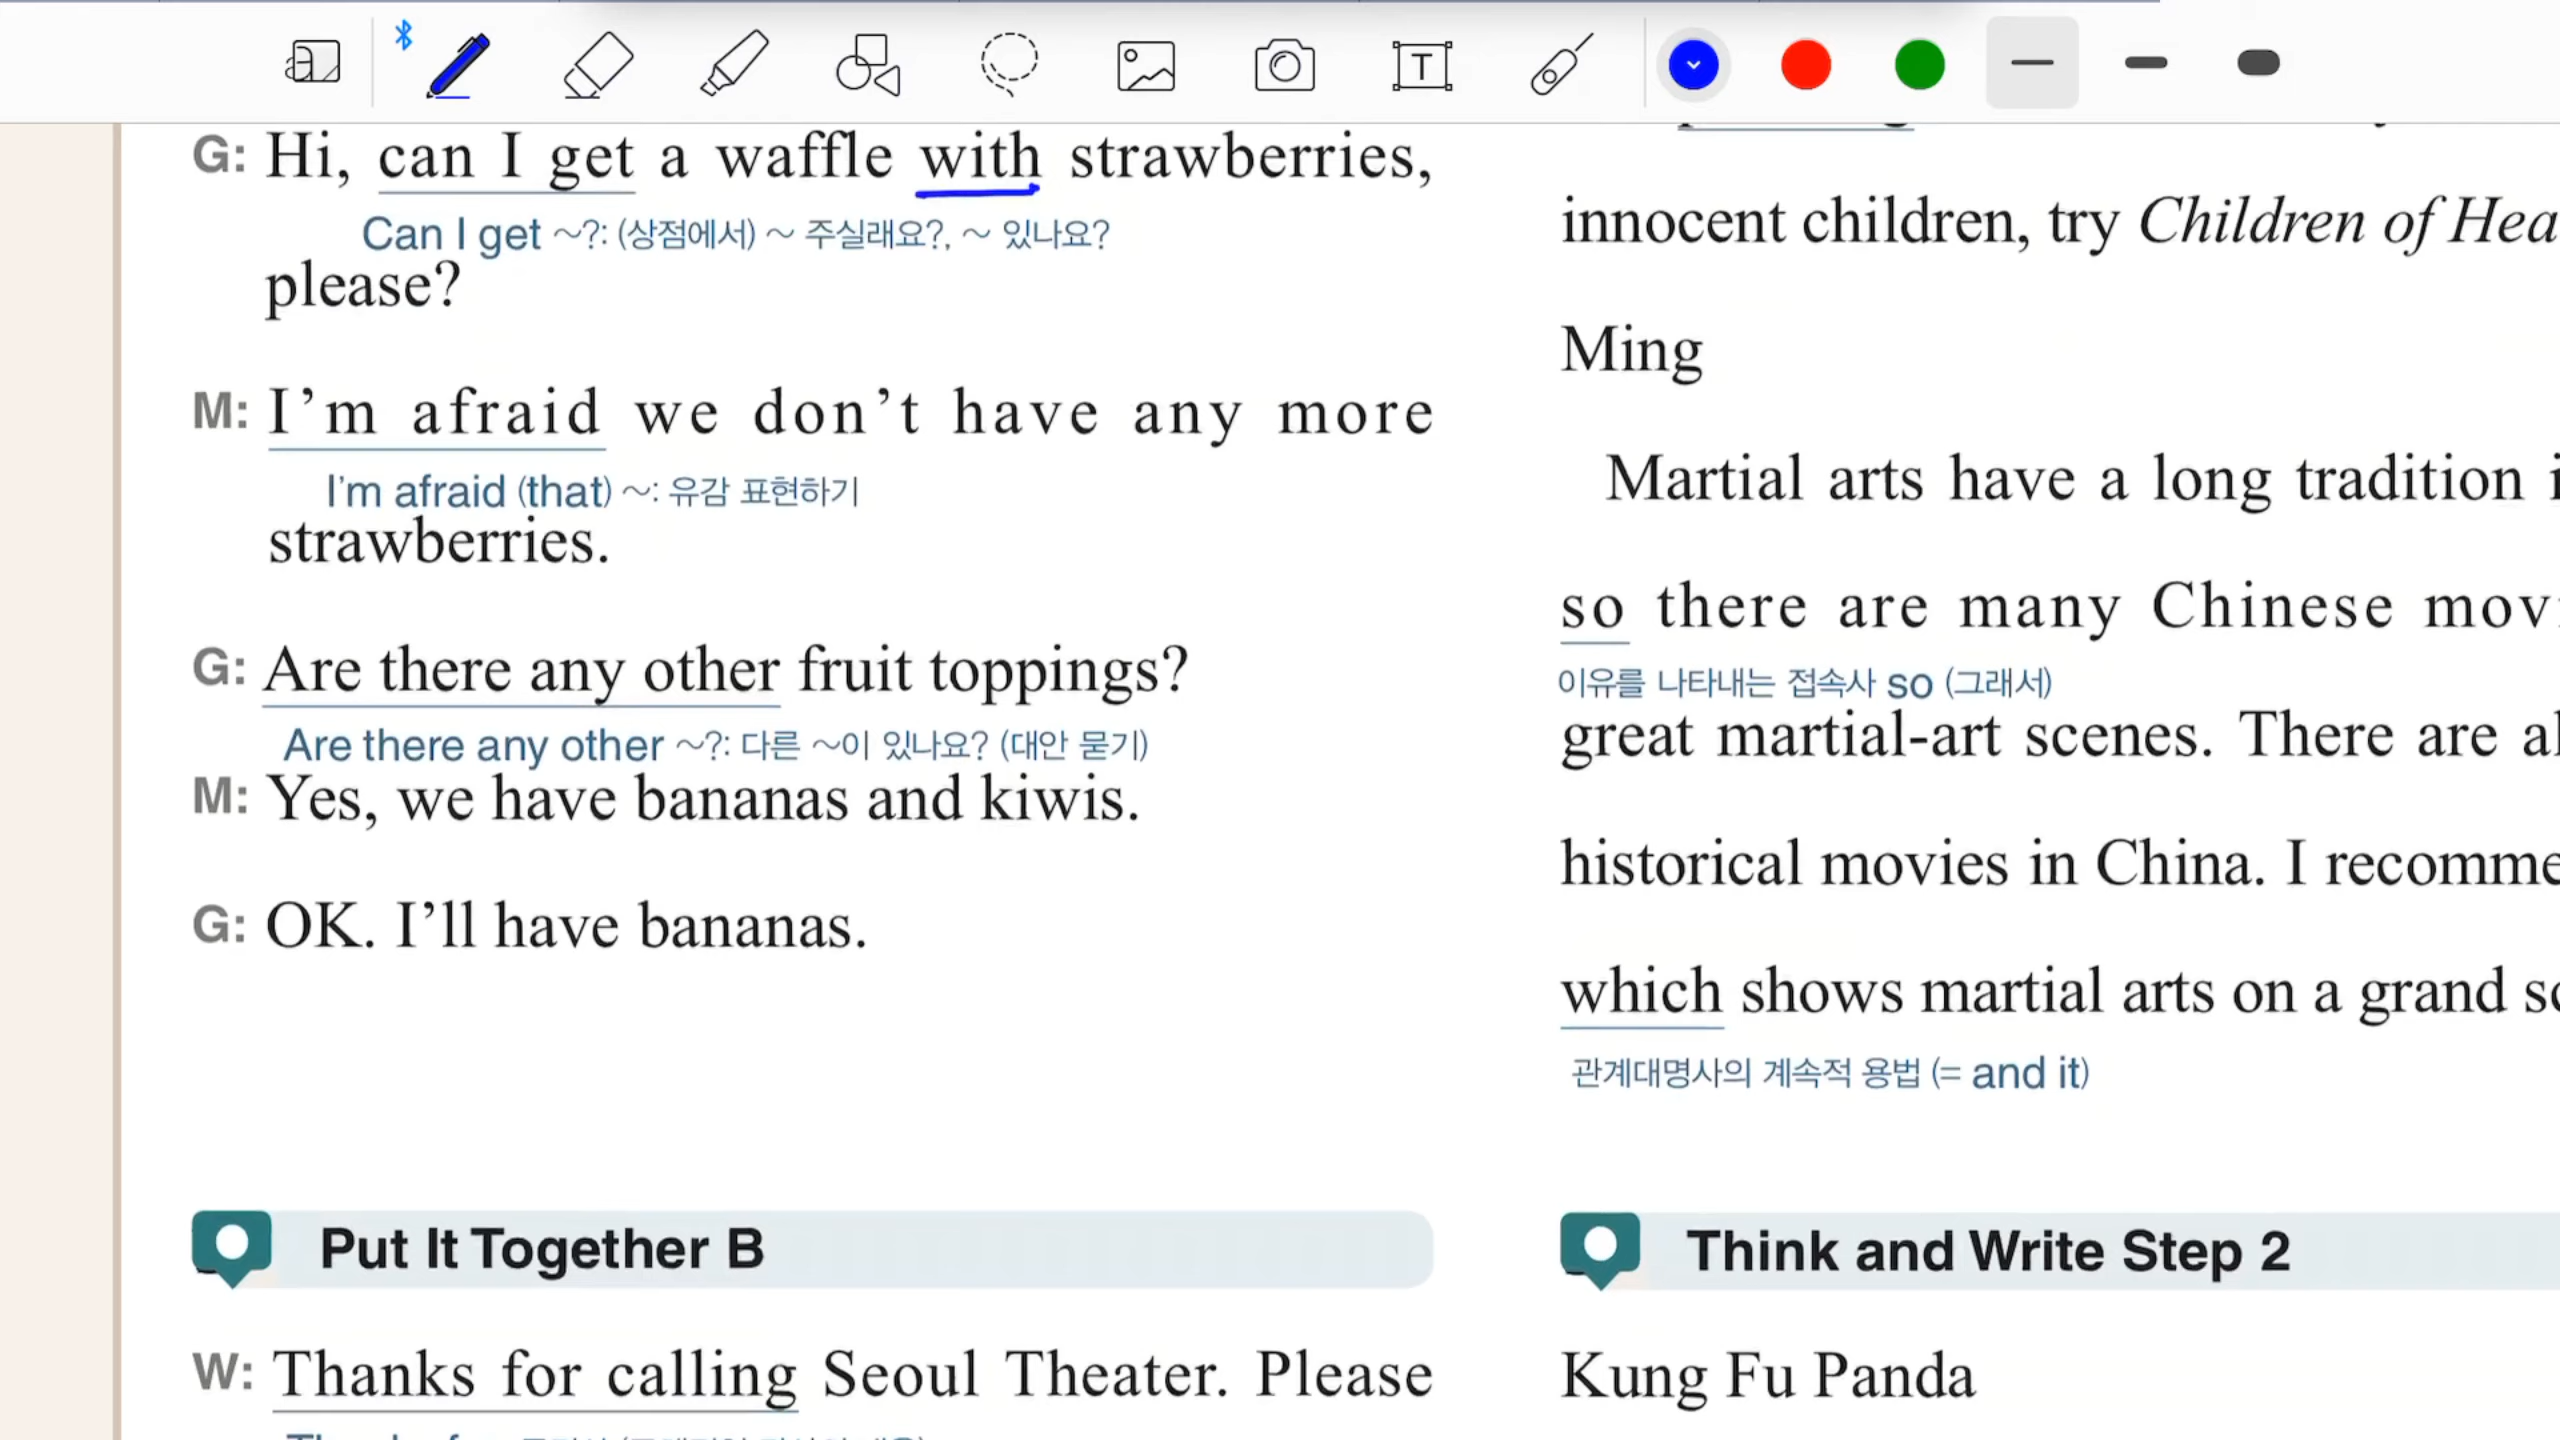 G: Hi, can I get a waffle with strawberries,
Can I get ~?: (상점에서) ~ 주실래요?, ~ 있나요?
please?
M: I'm afraid we don't have any more
I'm afraid (that) ~: 유감 표현하기
strawberries.
G: Are there any other fruit toppings?
Are there any other ~?: 다른 ~이 있나요? (대안 묻기)
M: Yes, we have bananas and kiwis.
G: OK. I'll have bananas.
Put It Together B
W: Thanks for calling Seoul Theater. Please
innocent children, try Children of
Ming
Martial arts have a long tradition
so there are many Chinese
이유를 나타내는 접속사 so (그래서)
great martial-art scenes. There are
historical movies in China. I
which shows martial arts on a grand
관계대명사의 계속적 용법 (= and it)
Think and Write Step 2
Kung Fu Panda